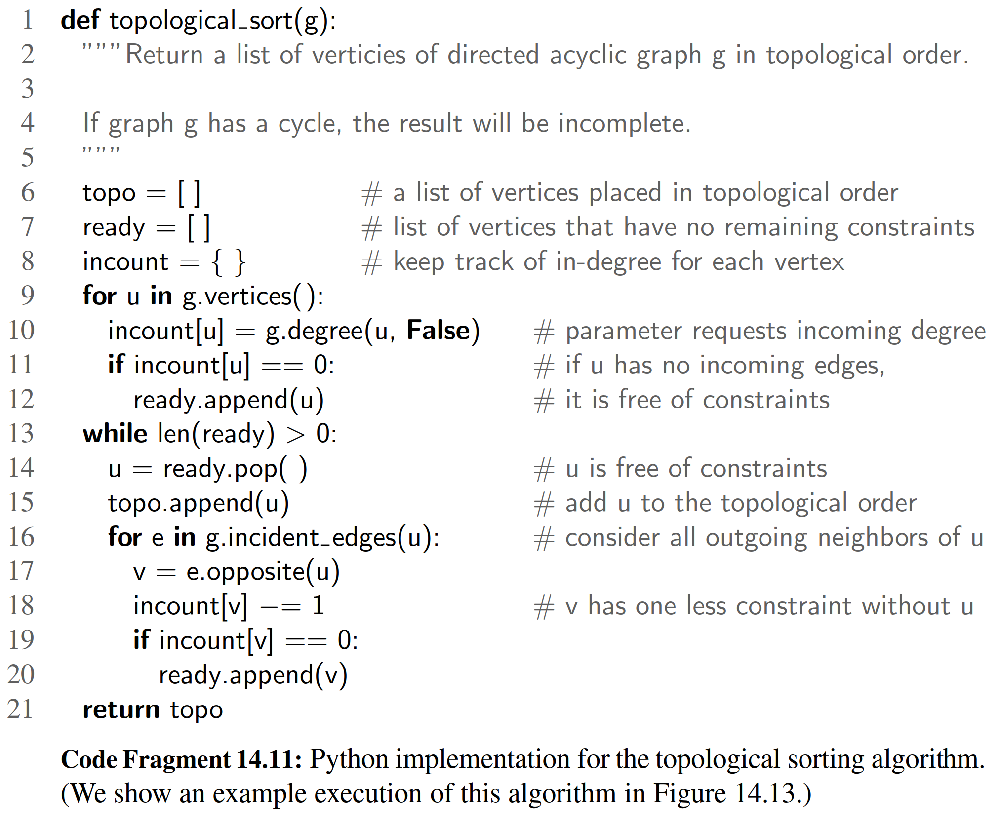 1 def topological_sort(g):
2 """Return a list of verticies of directed acyclic graph g in topological order.
3
4 If graph g has a cycle, the result will be incomplete.
5 """
6 topo = [ ] # a list of vertices placed in topological order
7 ready = [ ] # list of vertices that have no remaining constraints
8 incount = { } # keep track of in-degree for each vertex
9 for u in g.vertices( ):
10 incount[u] = g.degree(u, False) # parameter requests incoming degree
11 if incount[u] == 0: # if u has no incoming edges,
12 ready.append(u) # it is free of constraints
13 while len(ready) > 0:
14 u = ready.pop( ) # u is free of constraints
15 topo.append(u) # add u to the topological order
16 for e in g.incident_edges(u): # consider all outgoing neighbors of u
17 v = e.opposite(u)
18 incount[v] −= 1 # v has one less constraint without u
19 if incount[v] == 0:
20 ready.append(v)
21 return topo
Code Fragment 14.11: Python implementation for the topological sorting algorithm.
(We show an example execution of this algorithm in Figure 14.13.)